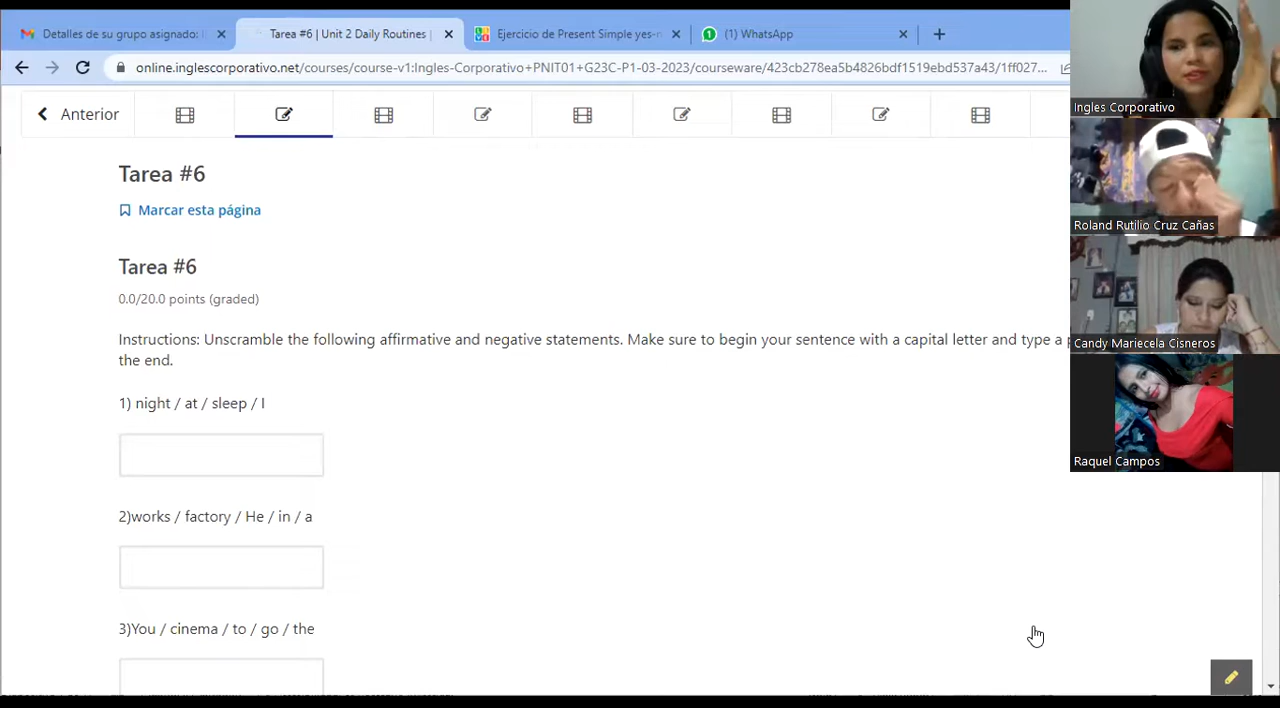 Detalles de su grupo asignado:
Tarea #6 | Unit 2 Daily Routines |
Ejercicio de Present Simple yes-n
(1) WhatsApp
online.inglescorporativo.net/courses/course-v1:Ingles-Corporativo+PNIT01+G23C-P1-03-2023/courseware/423cb278ea5b4826bdf1519ebd537a43/1ff027...
Anterior
Tarea #6
Marcar esta página
Tarea #6
0.0/20.0 points (graded)
Instructions: Unscramble the following affirmative and negative statements. Make sure to begin your sentence with a capital letter and type a
the end.
1) night / at / sleep / I
2)works / factory / He / in / a
3)You / cinema / to / go / the
Ingles Corporativo
Roland Rutilio Cruz Cañas
Candy Mariecela Cisneros
Raquel Campos